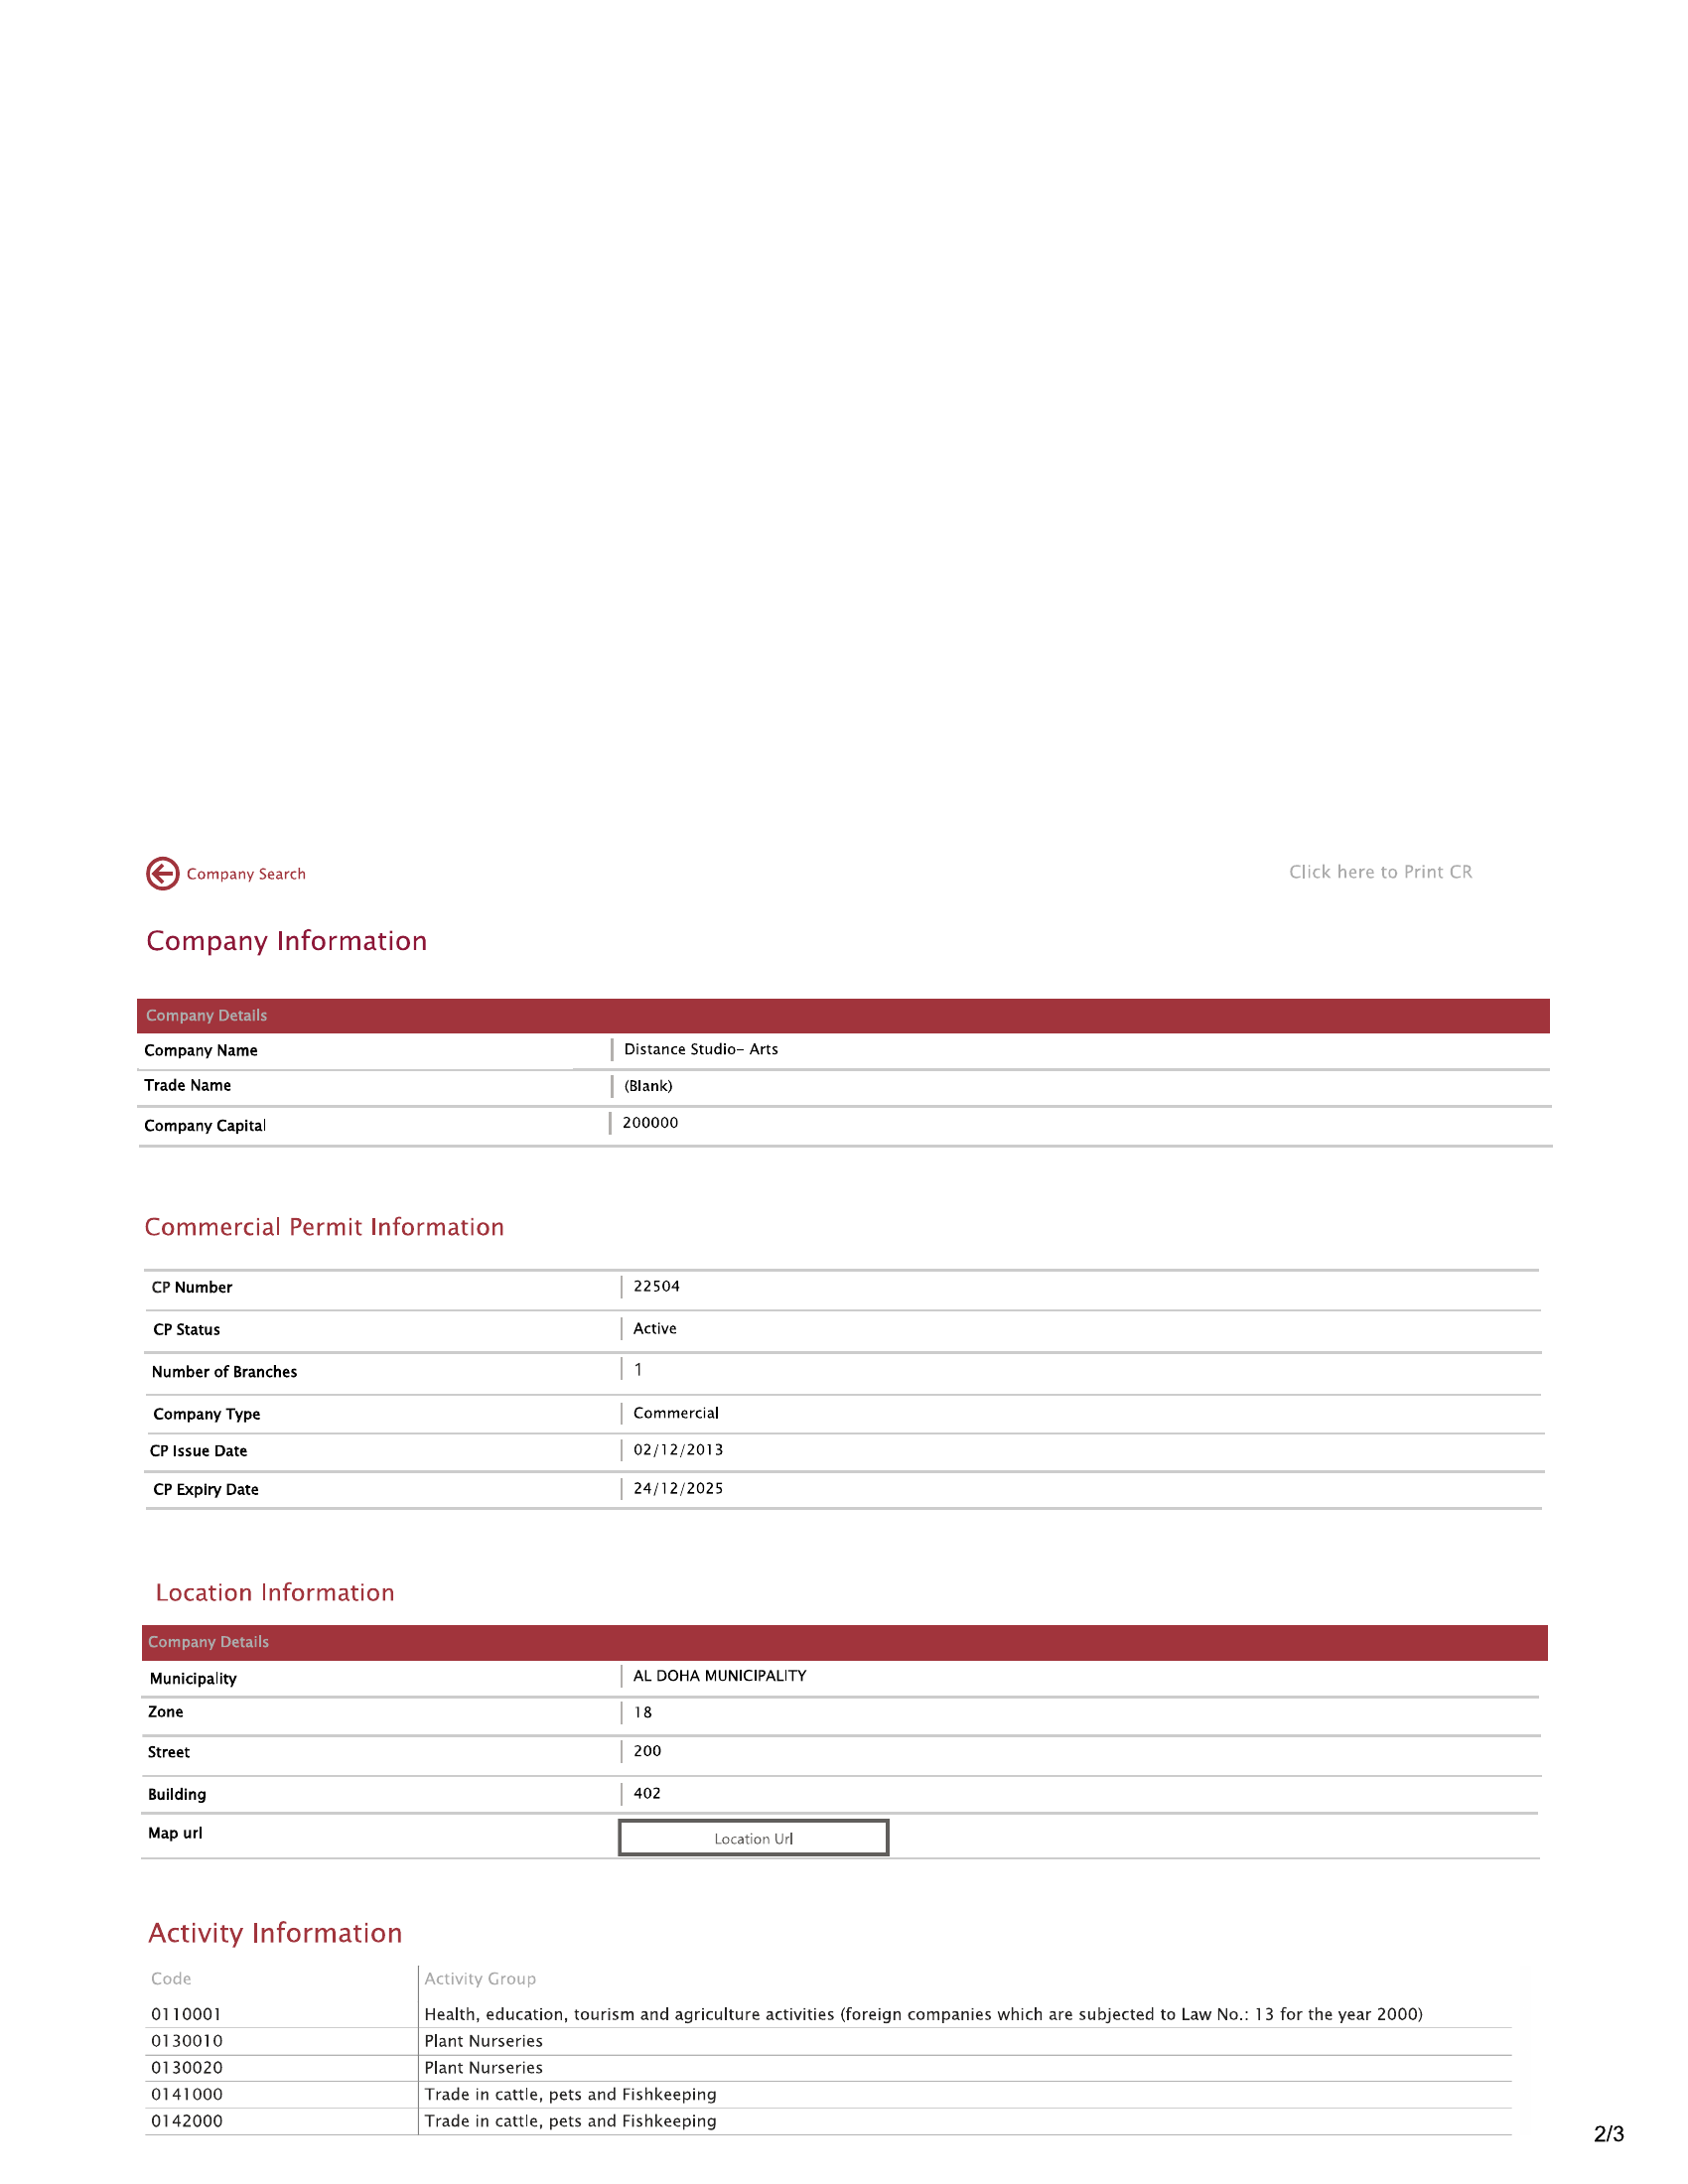 Company Search
Click here to Print CR
Company Information
Company Details
Company Name Distance Studio- Arts
Trade Name (Blank)
Company Capital 200000
Commercial Permit Information
CP Number 22504
CP Status Active
Number of Branches 1
Company Type Commercial
CP Issue Date 02/12/2013
CP Expiry Date 24/12/2025
Location Information
Company Details
Municipality AL DOHA MUNICIPALITY
Zone 18
Street 200
Building 402
Map url Location Url
Activity Information
Code Activity Group
0110001 Health, education, tourism and agriculture activities (foreign companies which are subjected to Law No.: 13 for the year 2000)
0130010 Plant Nurseries
0130020 Plant Nurseries
0141000 Trade in cattle, pets and Fishkeeping
0142000 Trade in cattle, pets and Fishkeeping
2/3